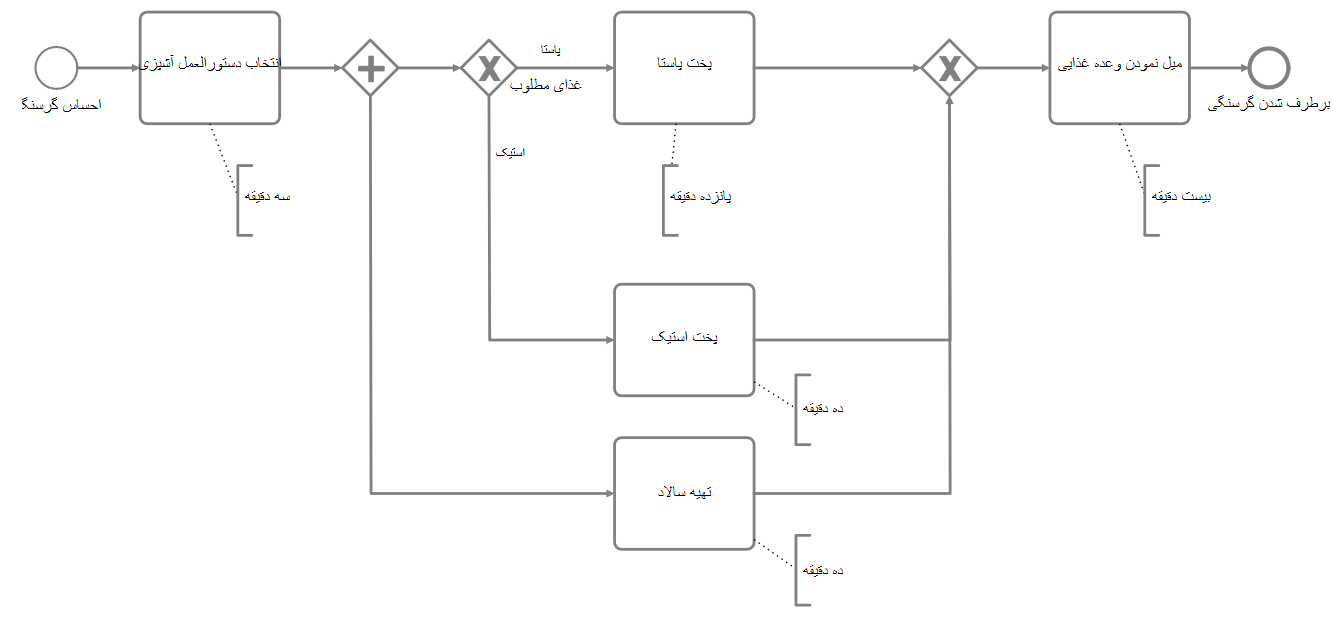 احساس گرسنگ
انتخاب دستورالعمل آشپزی
سه دقیقه
پاستا
غذای مطلوب
استیک
پخت پاستا
پانزده دقیقه
پخت استیک
ده دقیقه
تهیه سالاد
ده دقیقه
میل نمودن وعده غذایی
بیست دقیقه
برطرف شدن گرسنگی